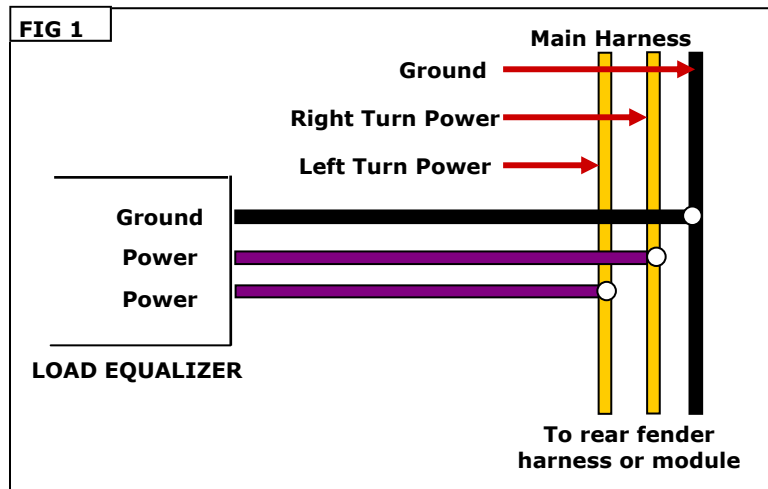 FIG 1
Main Harness
Ground
Right Turn Power
Left Turn Power
Ground
Power
Power
LOAD EQUALIZER
To rear fender
harness or module